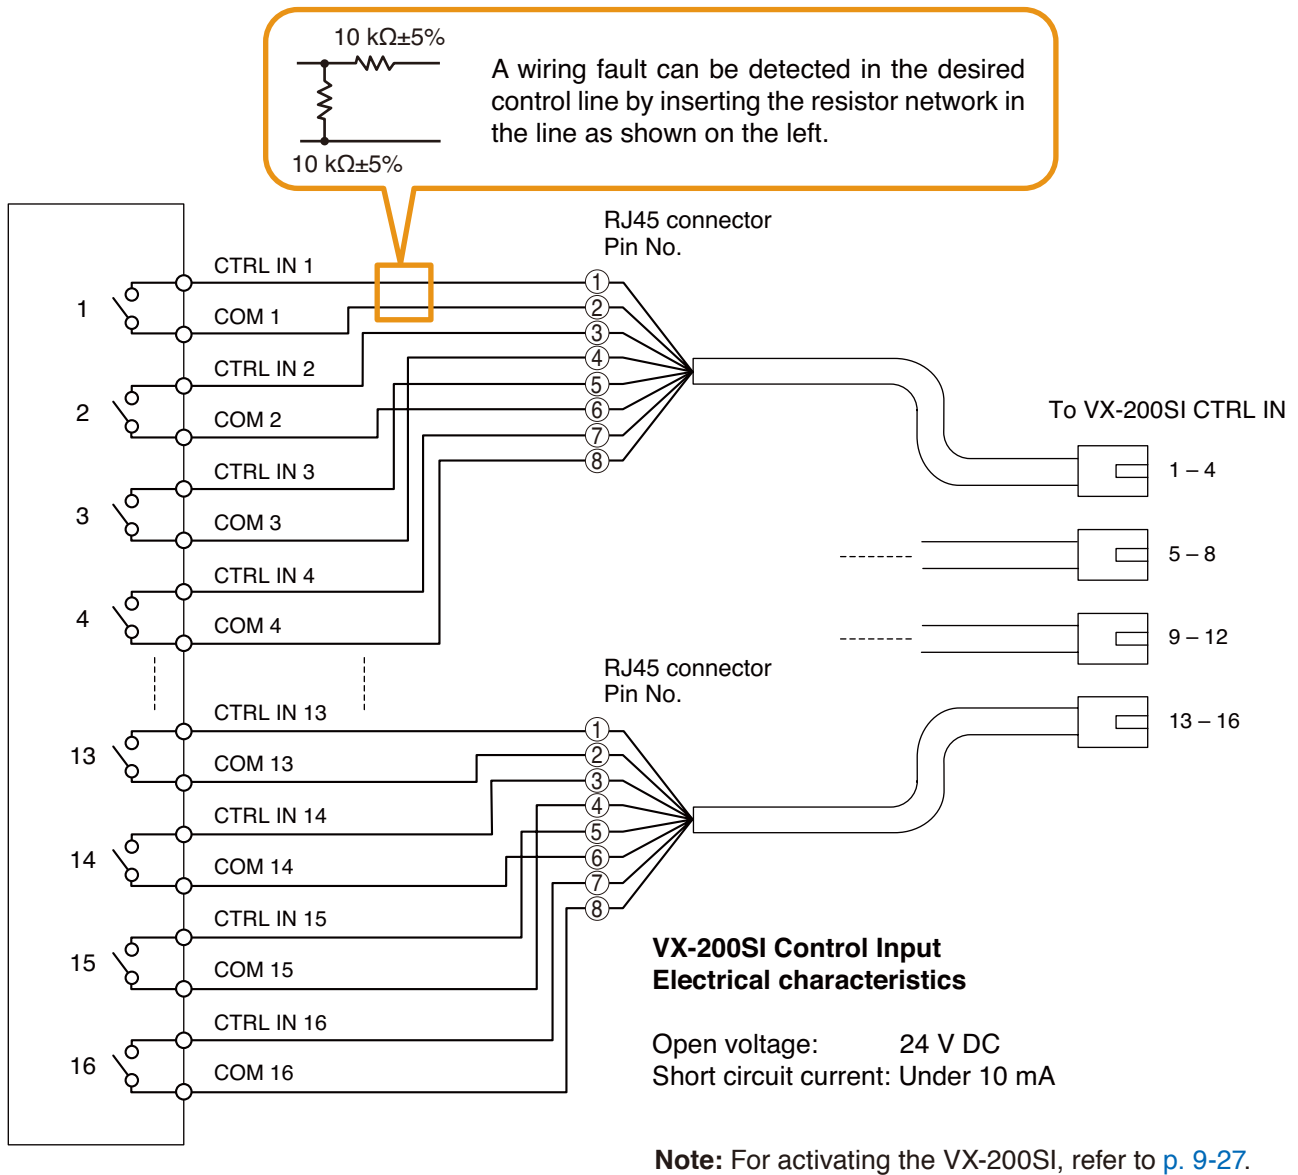 10 kΩ±5%
10 kΩ±5%
A wiring fault can be detected in the desired
control line by inserting the resistor network in
the line as shown on the left.
RJ45 connector
Pin No.
1
CTRL IN 1
COM 1
2
CTRL IN 2
COM 2
3
CTRL IN 3
COM 3
4
CTRL IN 4
COM 4
1
2
3
4
5
6
7
8
To VX-200SI CTRL IN
1 – 4
5 – 8
9 – 12
13 – 16
RJ45 connector
Pin No.
13
CTRL IN 13
COM 13
14
CTRL IN 14
COM 14
15
CTRL IN 15
COM 15
16
CTRL IN 16
COM 16
1
2
3
4
5
6
7
8
VX-200SI Control Input
Electrical characteristics
Open voltage: 24 V DC
Short circuit current: Under 10 mA
Note: For activating the VX-200SI, refer to p. 9-27.